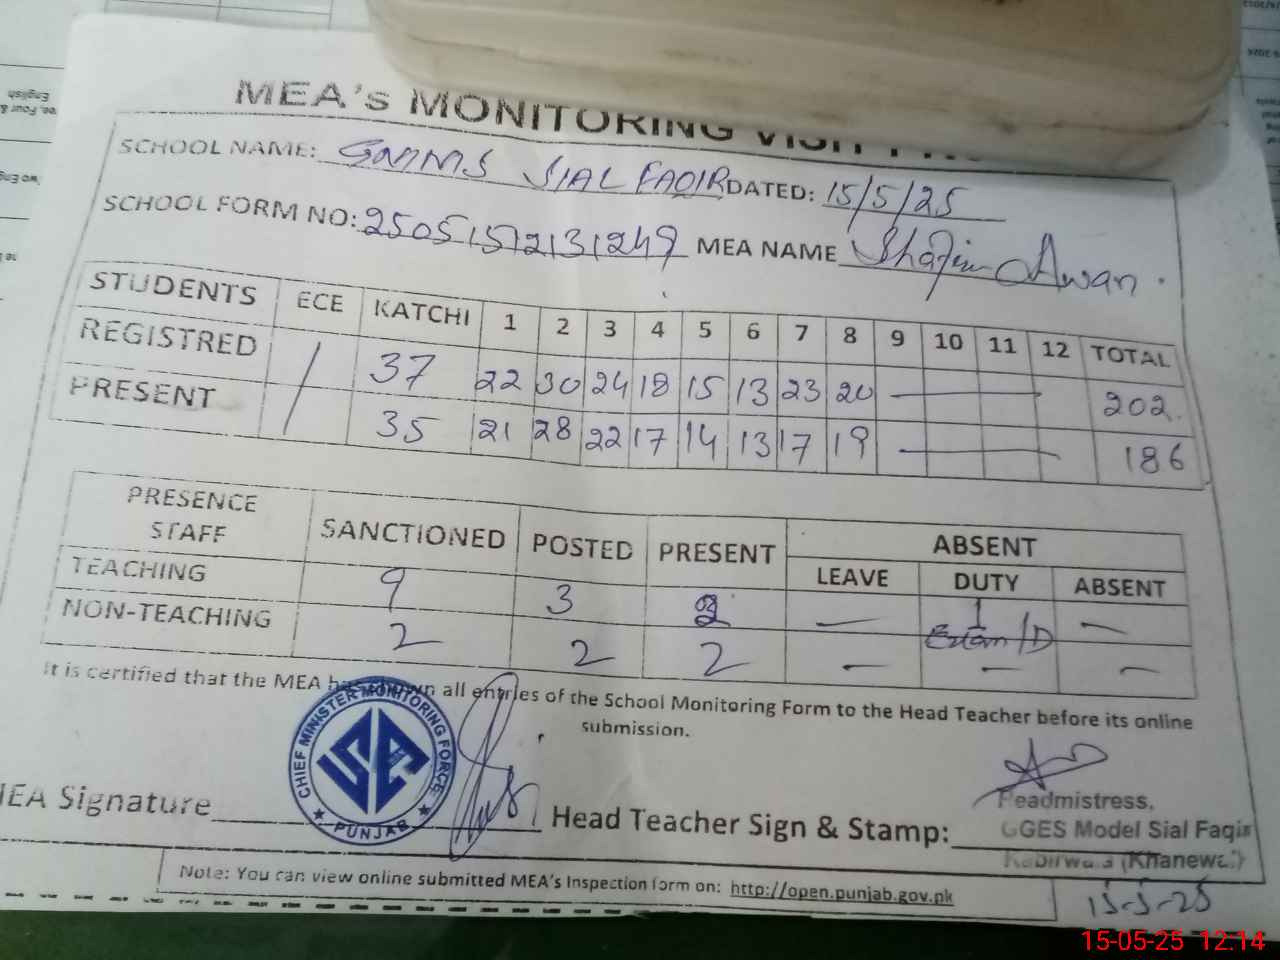 MEA's MONITORING VISIT
SCHOOL NAME: GGMMS SIAL FAQIR DATED: 15/5/25
SCHOOL FORM NO: 25051572131249 MEA NAME Awan
STUDENTS ECE KATCHI 1 2 3 4 5 6 7 8 9 10 11 12 TOTAL
REGISTRED / 37 22 30 24 18 15 13 23 20 — 202
PRESENT 35 21 28 22 17 14 13 17 19 — 186
PRESENCE STAFF SANCTIONED POSTED PRESENT ABSENT
LEAVE DUTY ABSENT
TEACHING 9 3 2 — 1 Exam/D —
NON-TEACHING 2 2 2 — — —
It is certified that the MEA has shown all entries of the School Monitoring Form to the Head Teacher before its online
submission.
CHIEF MINISTER MONITORING FORCE
PUNJAB
MEA Signature Head Teacher Sign & Stamp:
Headmistress,
GGES Model Sial Faqir
Kabirwala (Khanewal)
Note: You can view online submitted MEA's Inspection form on: http://open.punjab.gov.pk
15-5-25
15-05-25 12:14